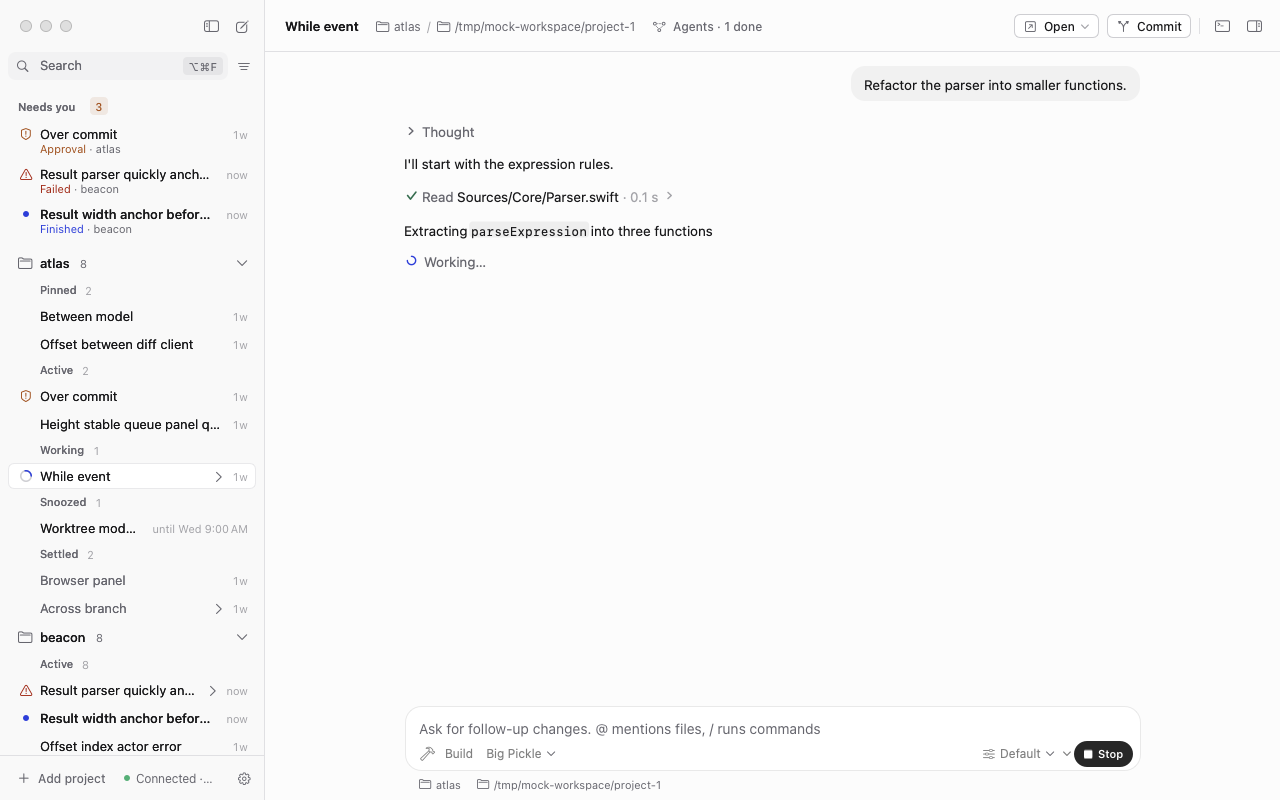 Search ⌥⌘F
Needs you 3
Over commit 1w
Approval · atlas
Result parser quickly anch... now
Failed · beacon
Result width anchor befor... now
Finished · beacon
atlas 8
Pinned 2
Between model 1w
Offset between diff client 1w
Active 2
Over commit 1w
Height stable queue panel q... 1w
Working 1
While event 1w
Snoozed 1
Worktree mod... until Wed 9:00 AM
Settled 2
Browser panel 1w
Across branch 1w
beacon 8
Active 8
Result parser quickly an... now
Result width anchor befor... now
Offset index actor error 1w
Add project Connected ·...
While event atlas / /tmp/mock-workspace/project-1 Agents · 1 done Open Commit
Refactor the parser into smaller functions.
Thought
I'll start with the expression rules.
Read Sources/Core/Parser.swift · 0.1 s
Extracting parseExpression into three functions
Working...
Ask for follow-up changes. @ mentions files, / runs commands
Build Big Pickle Default Stop
atlas /tmp/mock-workspace/project-1